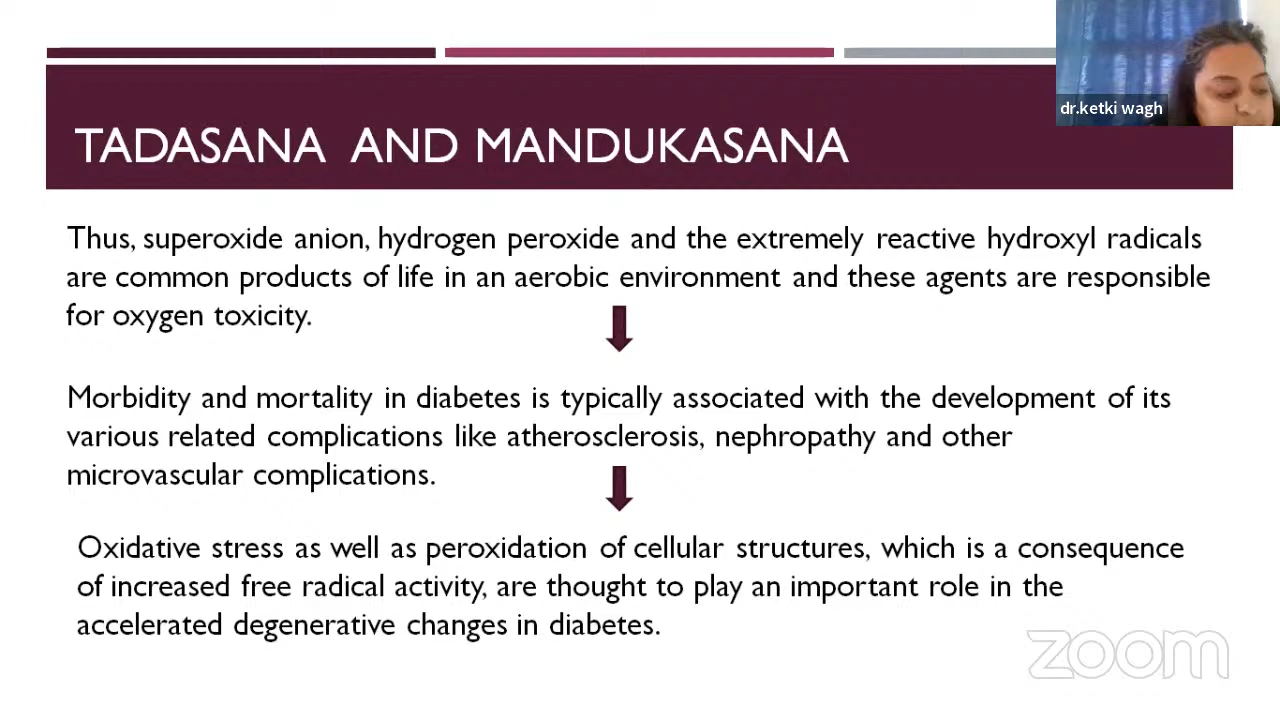 dr.ketki wagh
TADASANA AND MANDUKASANA
Thus, superoxide anion, hydrogen peroxide and the extremely reactive hydroxyl radicals
are common products of life in an aerobic environment and these agents are responsible
for oxygen toxicity.
Morbidity and mortality in diabetes is typically associated with the development of its
various related complications like atherosclerosis, nephropathy and other
microvascular complications.
Oxidative stress as well as peroxidation of cellular structures, which is a consequence
of increased free radical activity, are thought to play an important role in the
accelerated degenerative changes in diabetes.
zoom